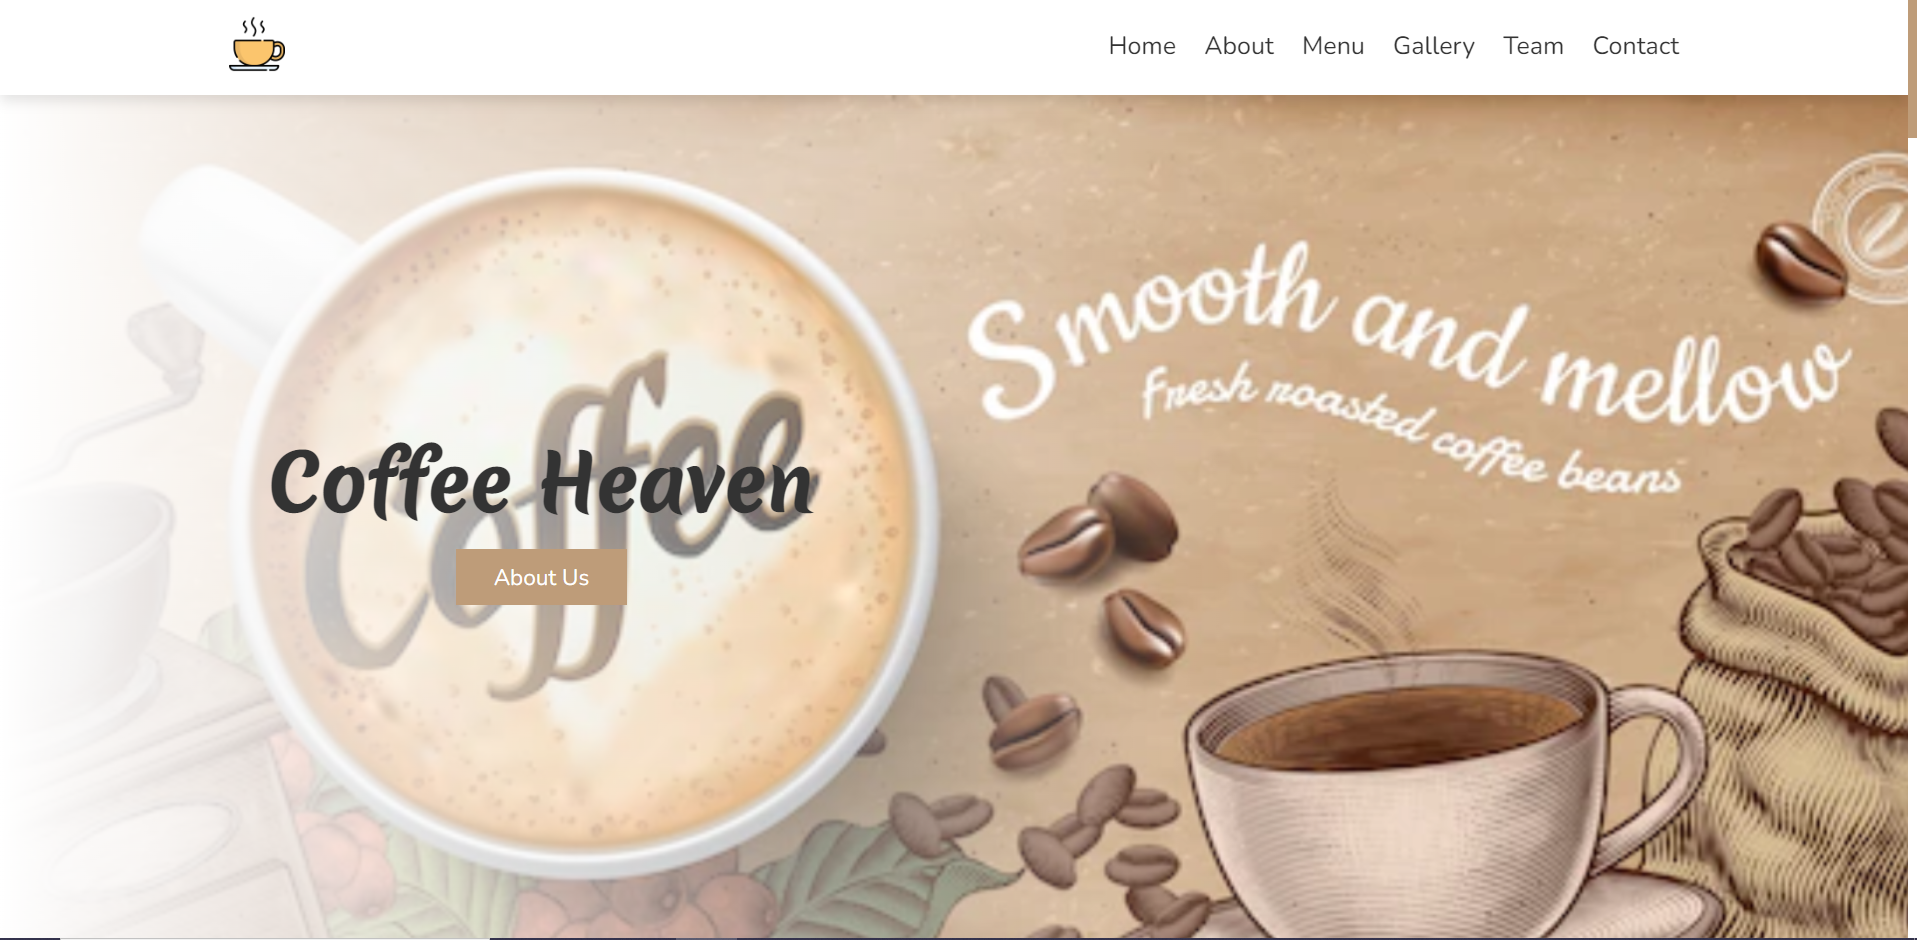 Home About Menu Gallery Team Contact
Smooth and mellow
Fresh roasted coffee beans
Coffee
Coffee Heaven
About Us